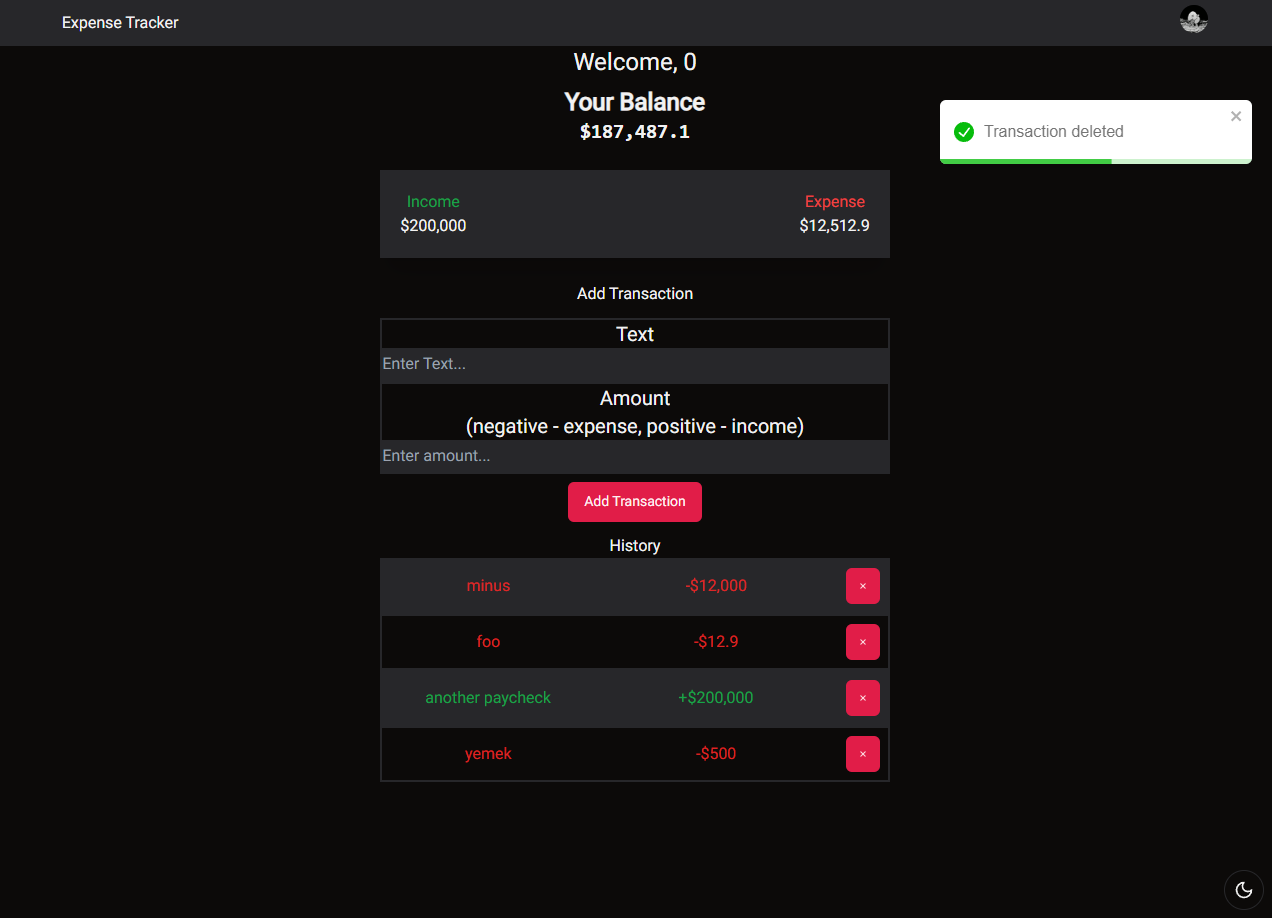 Expense Tracker
Welcome, 0
Your Balance
$187,487.1
Transaction deleted
×
Income Expense
$200,000 $12,512.9
Add Transaction
Text
Enter Text...
Amount
(negative - expense, positive - income)
Enter amount...
Add Transaction
History
minus -$12,000 ×
foo -$12.9 ×
another paycheck +$200,000 ×
yemek -$500 ×